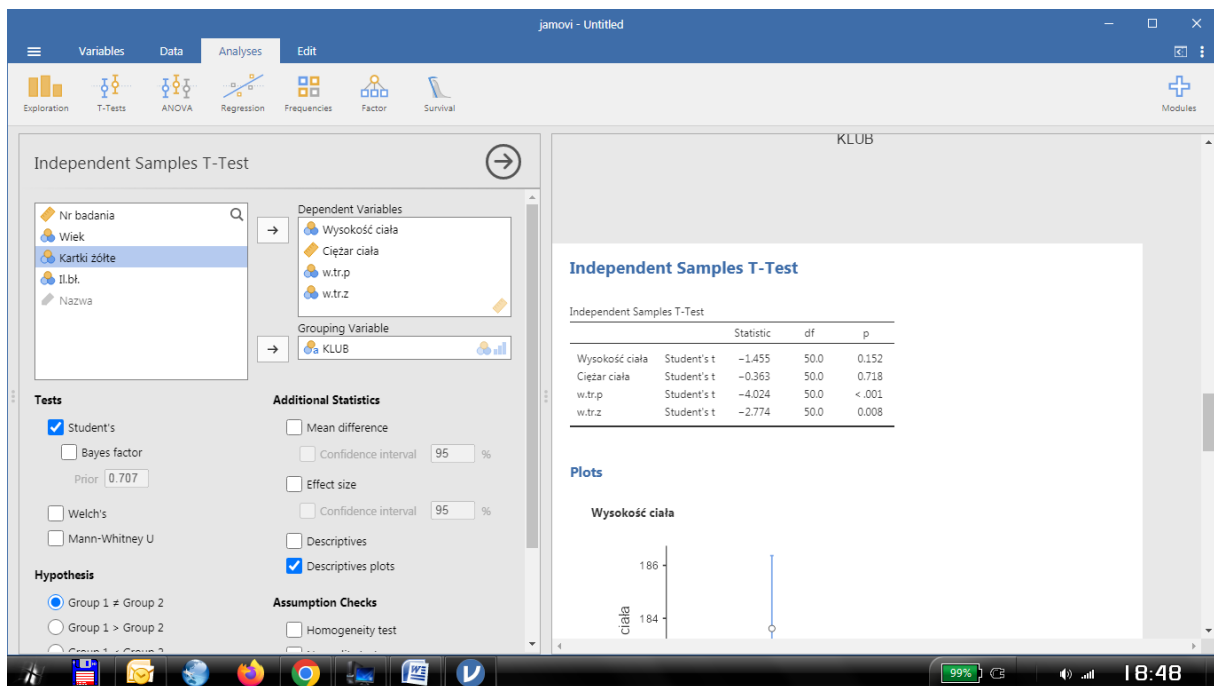 jamovi - Untitled
Variables Data Analyses Edit
Exploration T-Tests ANOVA Regression Frequencies Factor Survival Modules
Independent Samples T-Test
Nr badania
Wiek
Kartki żółte
Il.bł.
Nazwa
Dependent Variables
Wysokość ciała
Ciężar ciała
w.tr.p
w.tr.z
Grouping Variable
a KLUB
Tests
Student's
Bayes factor
Prior 0.707
Welch's
Mann-Whitney U
Hypothesis
Group 1 ≠ Group 2
Group 1 > Group 2
Group 1 < Group 2
Additional Statistics
Mean difference
Confidence interval 95 %
Effect size
Confidence interval 95 %
Descriptives
Descriptives plots
Assumption Checks
Homogeneity test
KLUB
Independent Samples T-Test
Independent Samples T-Test
Statistic df p
Wysokość ciała Student's t −1.455 50.0 0.152
Ciężar ciała Student's t −0.363 50.0 0.718
w.tr.p Student's t −4.024 50.0 < .001
w.tr.z Student's t −2.774 50.0 0.008
Plots
Wysokość ciała
186
184
ciała
99% 18:48